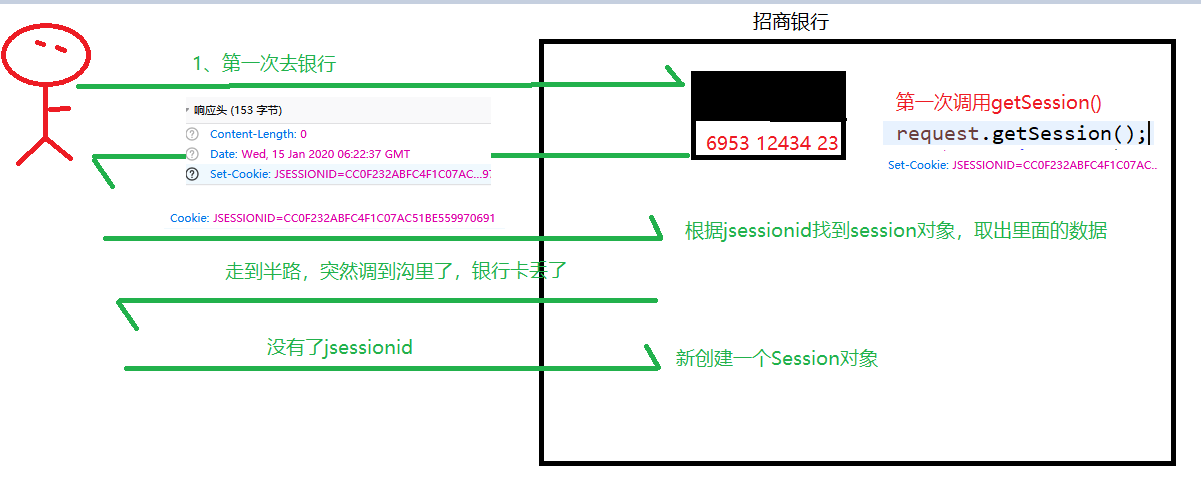 招商银行
1、第一次去银行
响应头 (153 字节)
Content-Length: 0
Date: Wed, 15 Jan 2020 06:22:37 GMT
Set-Cookie: JSESSIONID=CC0F232ABFC4F1C07AC...97
6953 12434 23
第一次调用getSession()
request.getSession();
Set-Cookie: JSESSIONID=CC0F232ABFC4F1C07AC..
Cookie: JSESSIONID=CC0F232ABFC4F1C07AC51BE559970691
根据jsessionid找到session对象，取出里面的数据
走到半路，突然调到沟里了，银行卡丢了
没有了jsessionid
新创建一个Session对象